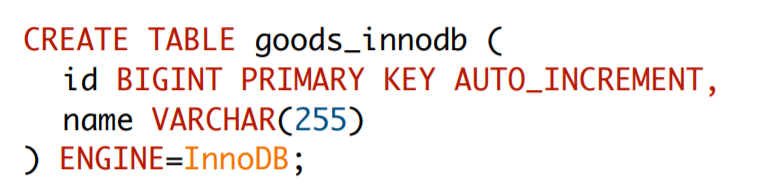 CREATE TABLE goods_innodb (
  id BIGINT PRIMARY KEY AUTO_INCREMENT,
  name VARCHAR(255)
) ENGINE=InnoDB;